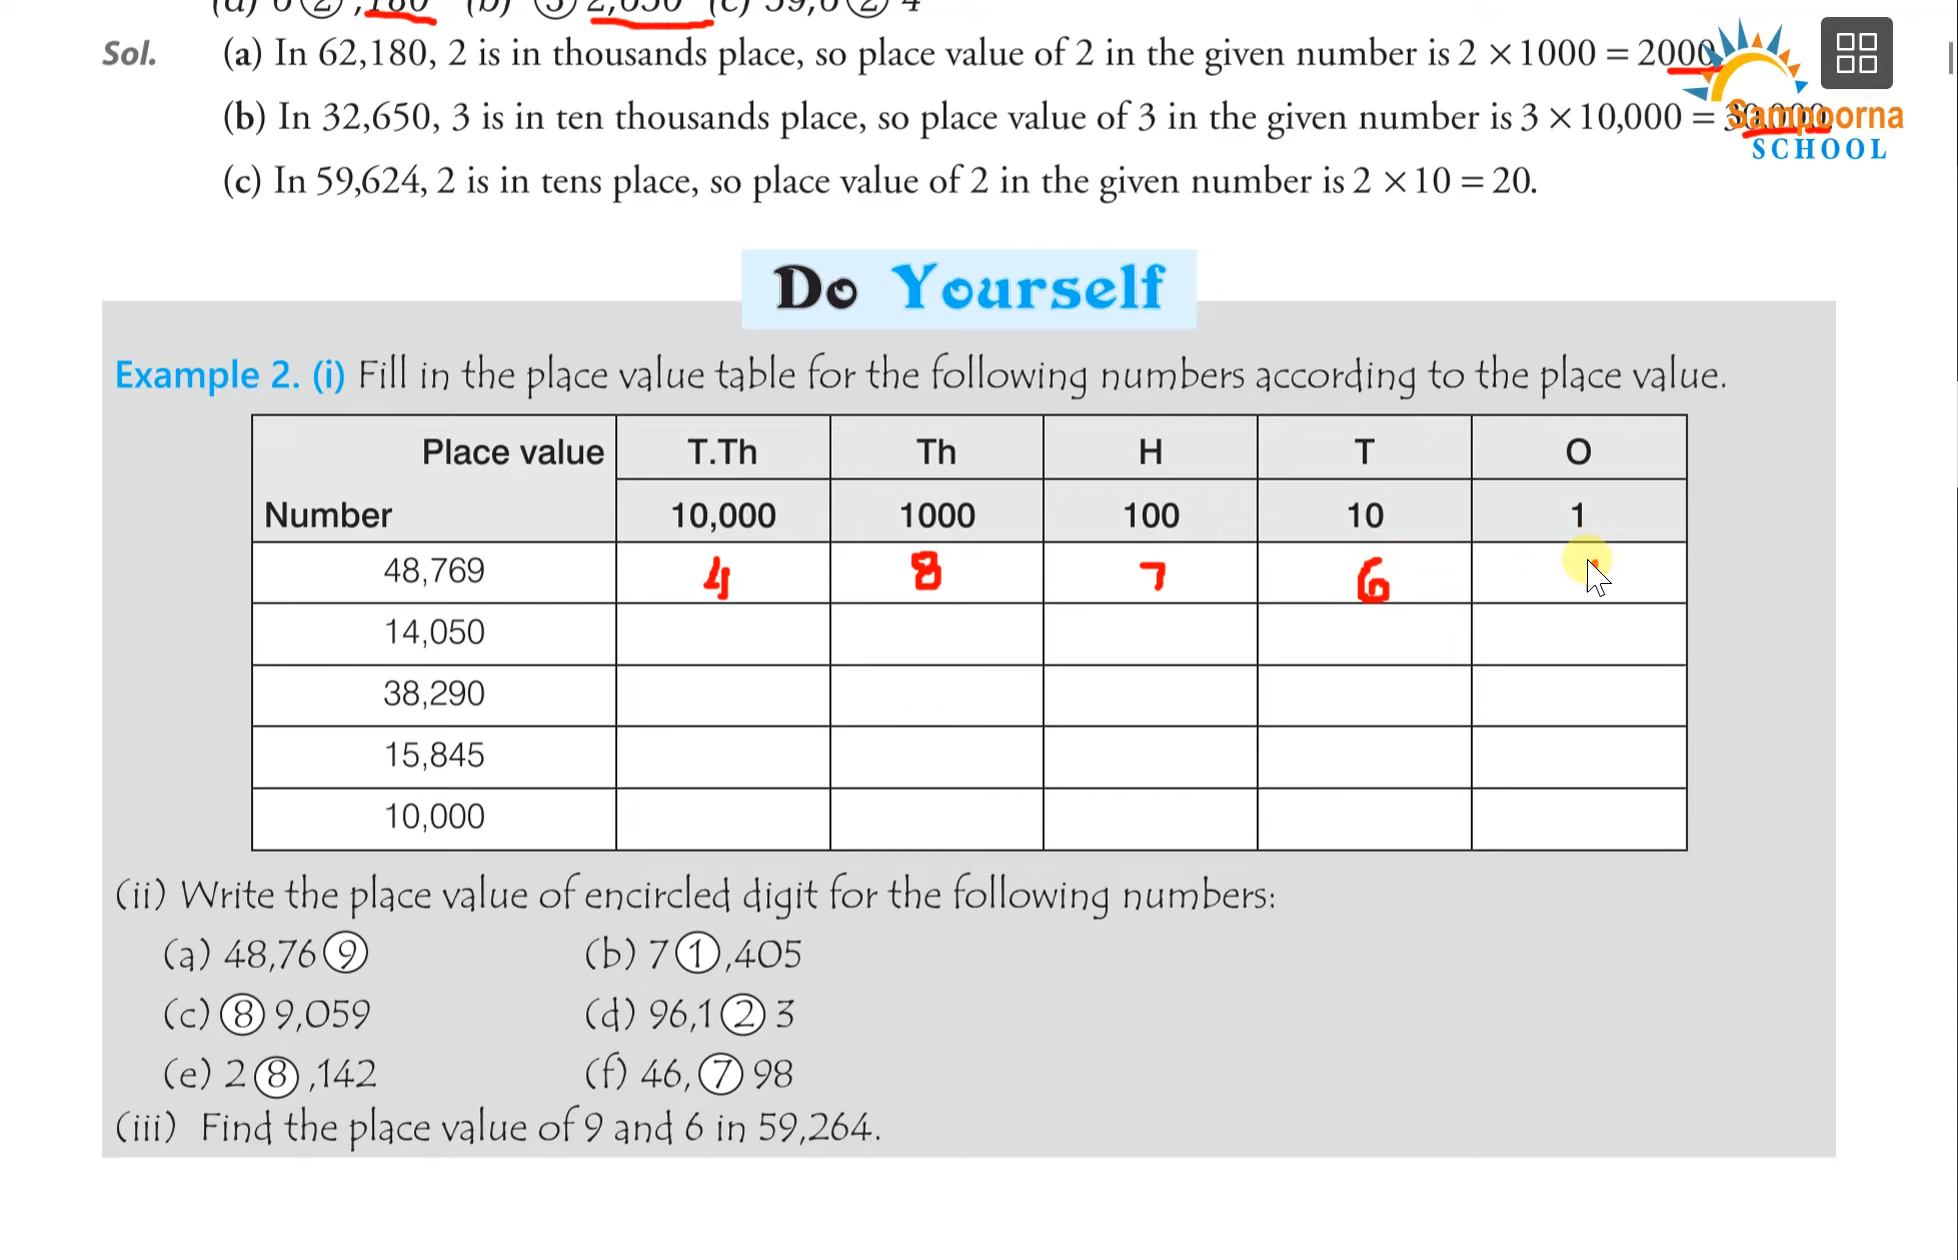 (b) (c) 59,6②4
Sol. (a) In 62,180, 2 is in thousands place, so place value of 2 in the given number is 2 × 1000 = 2000
(b) In 32,650, 3 is in ten thousands place, so place value of 3 in the given number is 3 × 10,000 =
Sampoorna
SCHOOL
(c) In 59,624, 2 is in tens place, so place value of 2 in the given number is 2 × 10 = 20.
Do Yourself
Example 2. (i) Fill in the place value table for the following numbers according to the place value.
Place value T.Th Th H T O
Number 10,000 1000 100 10 1
48,769 4 8 7 6
14,050
38,290
15,845
10,000
(ii) Write the place value of encircled digit for the following numbers:
(a) 48,76⑨ (b) 7①,405
(c) ⑧9,059 (d) 96,1②3
(e) 2⑧,142 (f) 46,⑦98
(iii) Find the place value of 9 and 6 in 59,264.